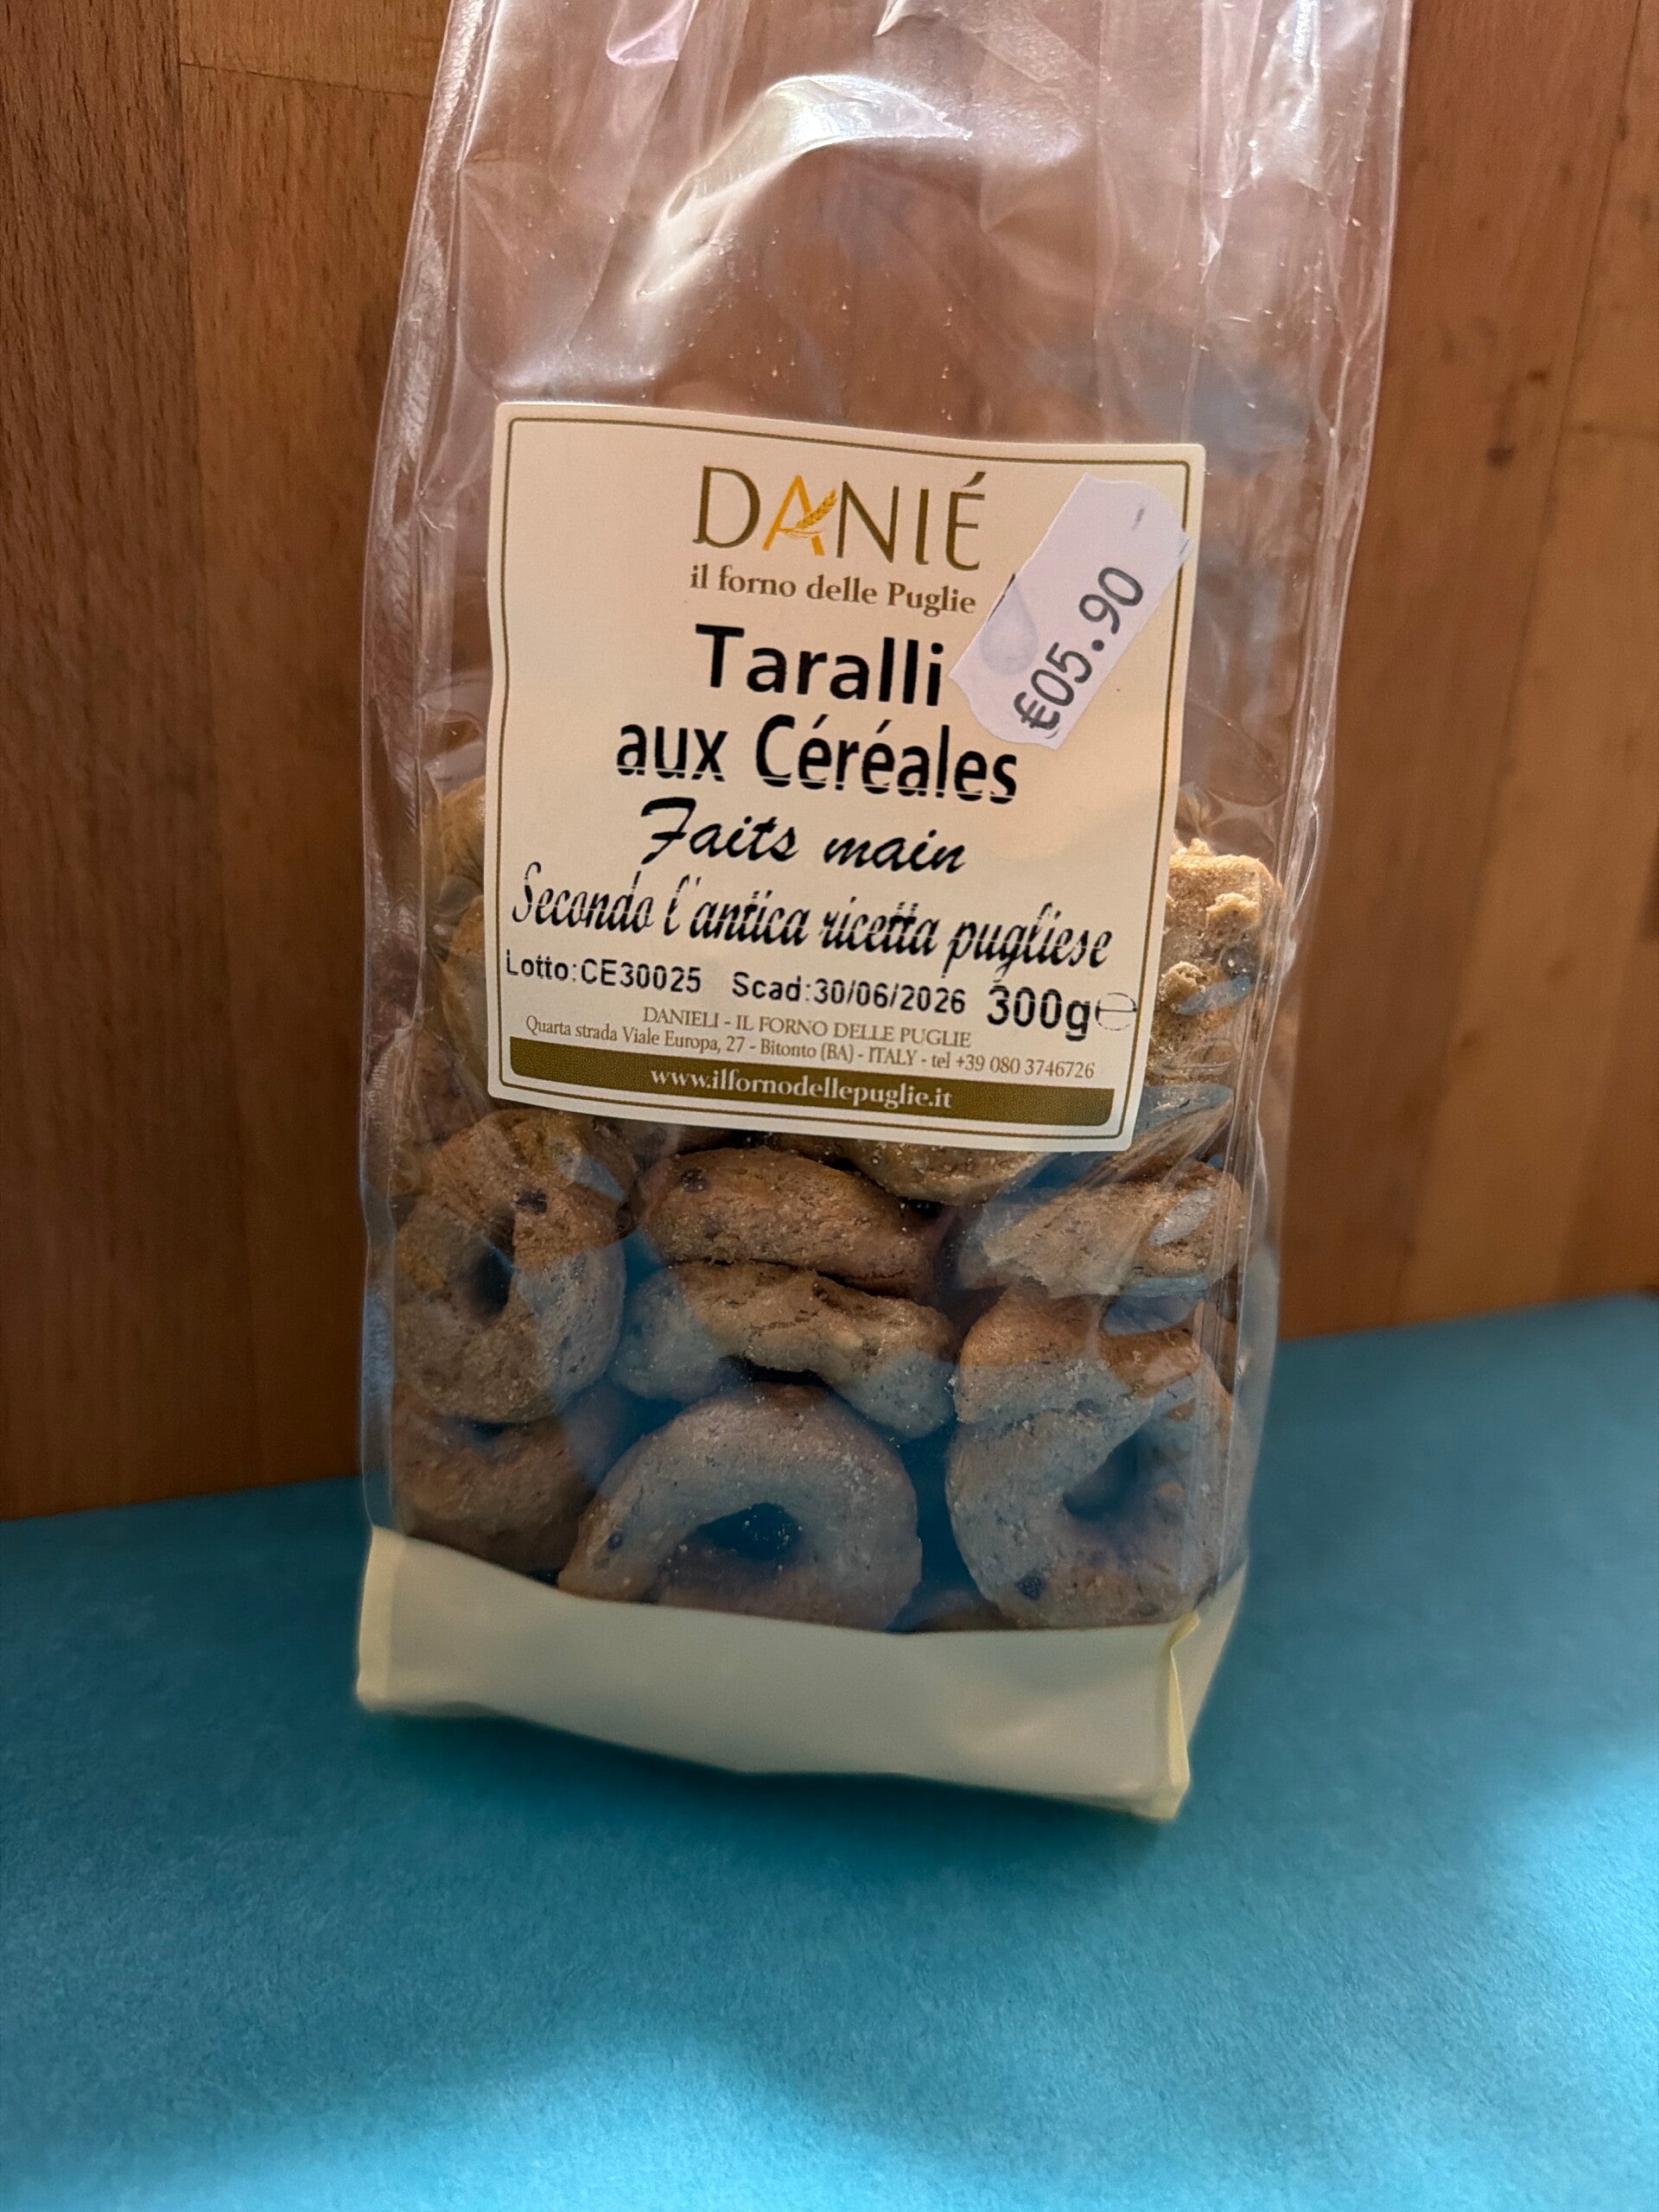 DANIÉ
il forno delle Puglie
€05.90
Taralli
aux Céréales
Faits main
Secondo l'antica ricetta pugliese
Lotto:CE30025 Scad:30/06/2026 300g℮
DANIELI - IL FORNO DELLE PUGLIE
Quarta strada Viale Europa, 27 - Bitonto (BA) - ITALY - tel +39 080 3746726
www.ilfornodellepuglie.it